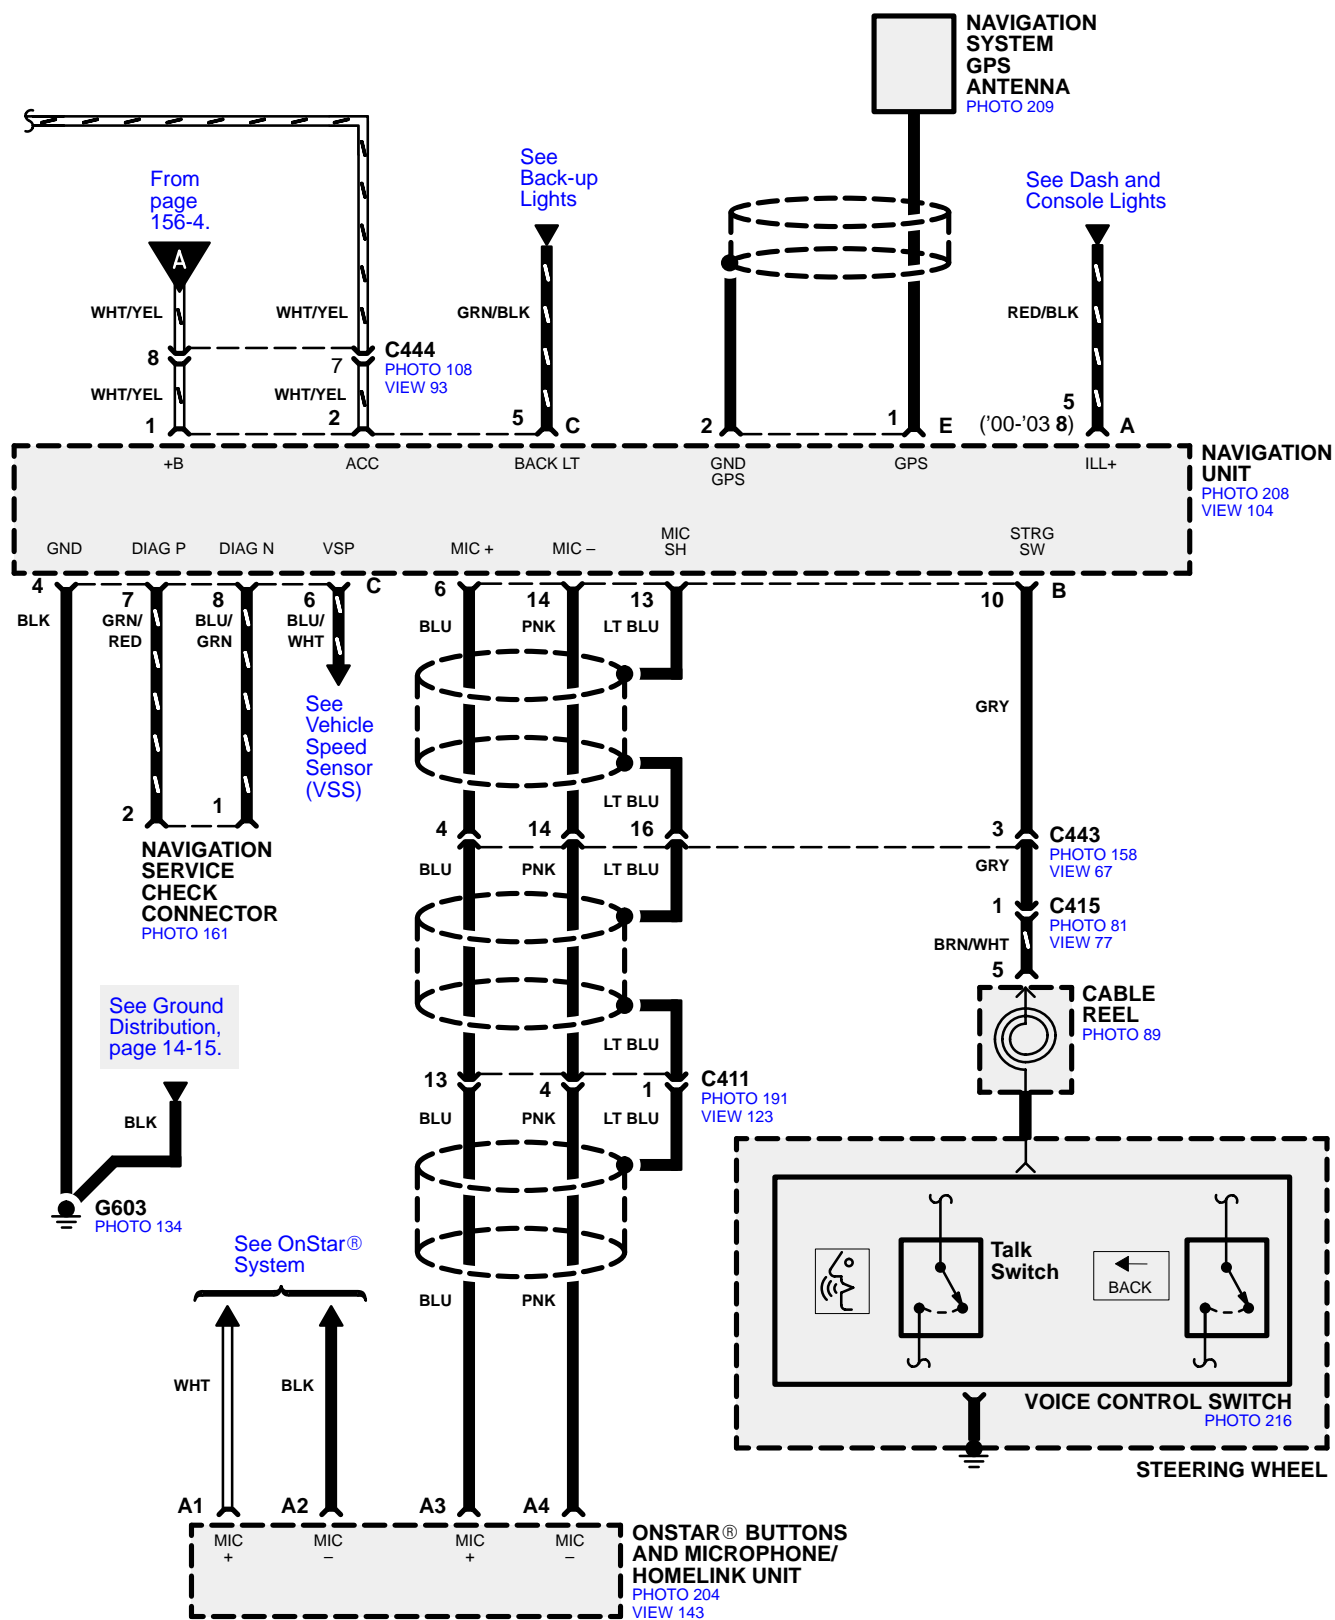 NAVIGATION
SYSTEM
GPS
ANTENNA
PHOTO 209
From
page
156-4.
A
See
Back-up
Lights
See Dash and
Console Lights
WHT/YEL
WHT/YEL
GRN/BLK
RED/BLK
8
7
C444
PHOTO 108
VIEW 93
WHT/YEL
WHT/YEL
1
2
5
C
2
1
E
5
('00-'03 8)
A
+B
ACC
BACK LT
GND
GPS
GPS
ILL+
NAVIGATION
UNIT
PHOTO 208
VIEW 104
GND
DIAG P
DIAG N
VSP
MIC +
MIC –
MIC
SH
STRG
SW
4
7
8
6
C
6
14
13
10
B
BLK
GRN/
RED
BLU/
GRN
BLU/
WHT
BLU
PNK
LT BLU
See
Vehicle
Speed
Sensor
(VSS)
GRY
LT BLU
2
1
NAVIGATION
SERVICE
CHECK
CONNECTOR
PHOTO 161
4
14
16
3
C443
PHOTO 158
VIEW 67
BLU
PNK
LT BLU
GRY
1
C415
PHOTO 81
VIEW 77
BRN/WHT
5
CABLE
REEL
PHOTO 89
See Ground
Distribution,
page 14-15.
LT BLU
13
4
1
C411
PHOTO 191
VIEW 123
BLK
BLU
PNK
LT BLU
G603
PHOTO 134
See OnStar®
System
BLU
PNK
Talk
Switch
BACK
WHT
BLK
VOICE CONTROL SWITCH
PHOTO 216
STEERING WHEEL
A1
A2
A3
A4
MIC
+
MIC
–
MIC
+
MIC
–
ONSTAR® BUTTONS
AND MICROPHONE/
HOMELINK UNIT
PHOTO 204
VIEW 143